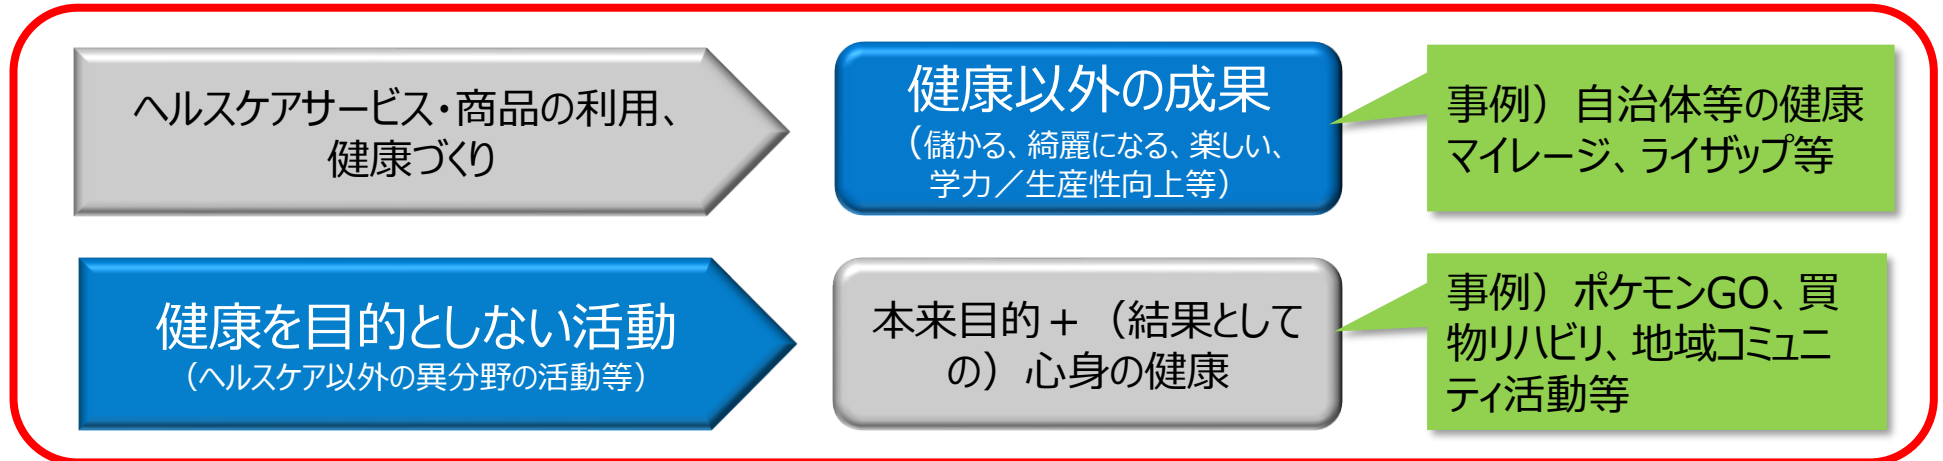 ヘルスケアサービス・商品の利用、
健康づくり
健康以外の成果
（儲かる、綺麗になる、楽しい、
学力／生産性向上等）
事例）自治体等の健康
マイレージ、ライザップ等
健康を目的としない活動
（ヘルスケア以外の異分野の活動等）
本来目的＋（結果として
の）心身の健康
事例）ポケモンGO、買
物リハビリ、地域コミュニ
ティ活動等